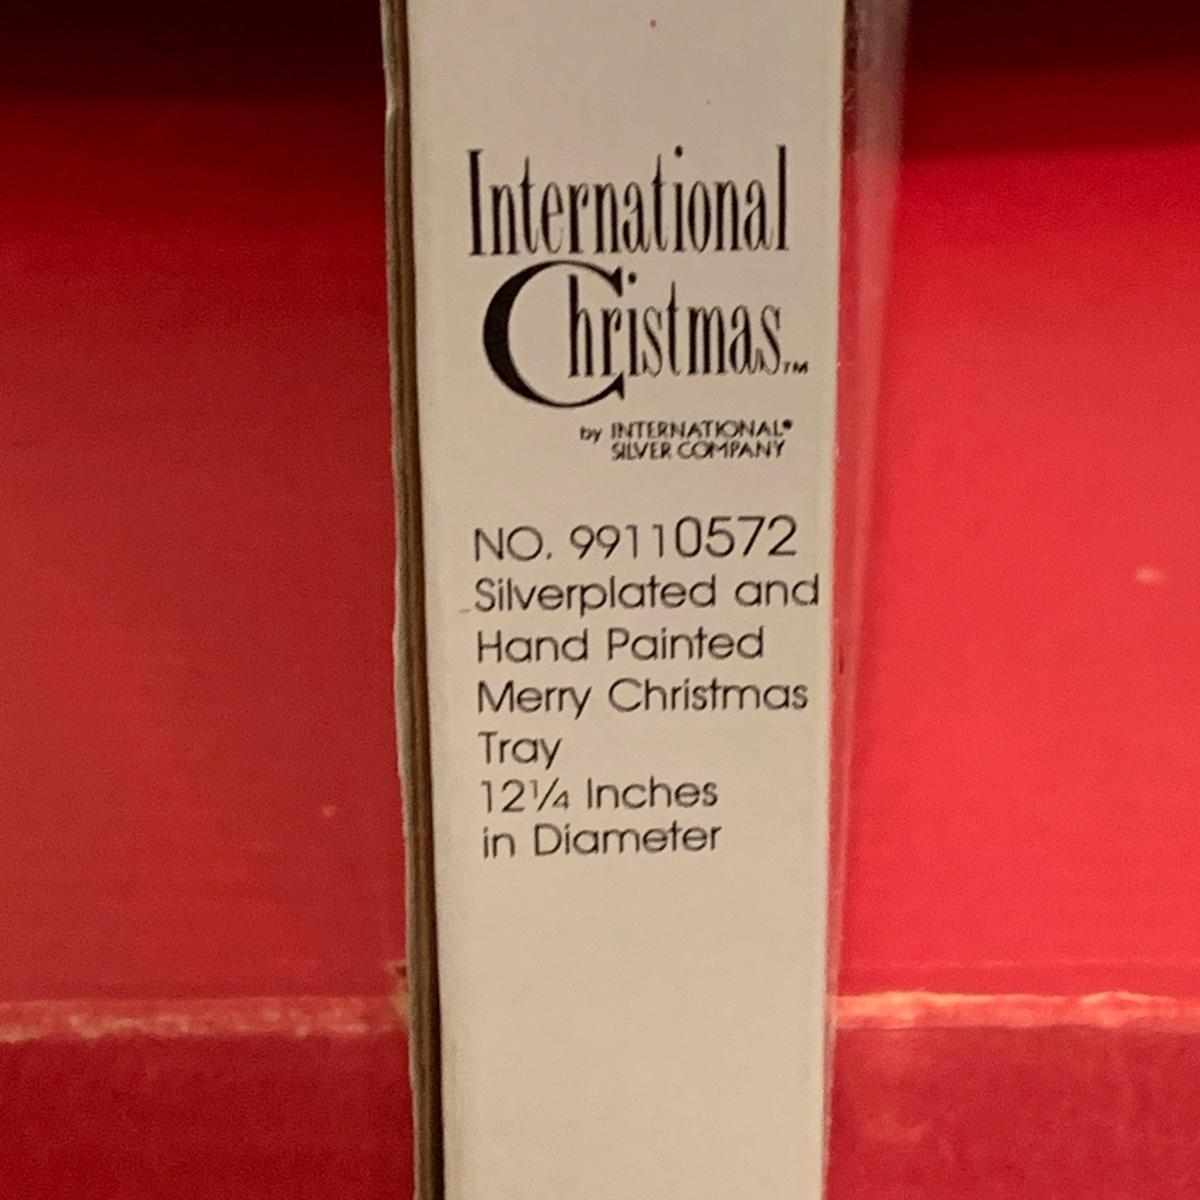 International
Christmas™
by INTERNATIONAL®
SILVER COMPANY
NO. 99110572
Silverplated and
Hand Painted
Merry Christmas
Tray
12¼ Inches
in Diameter